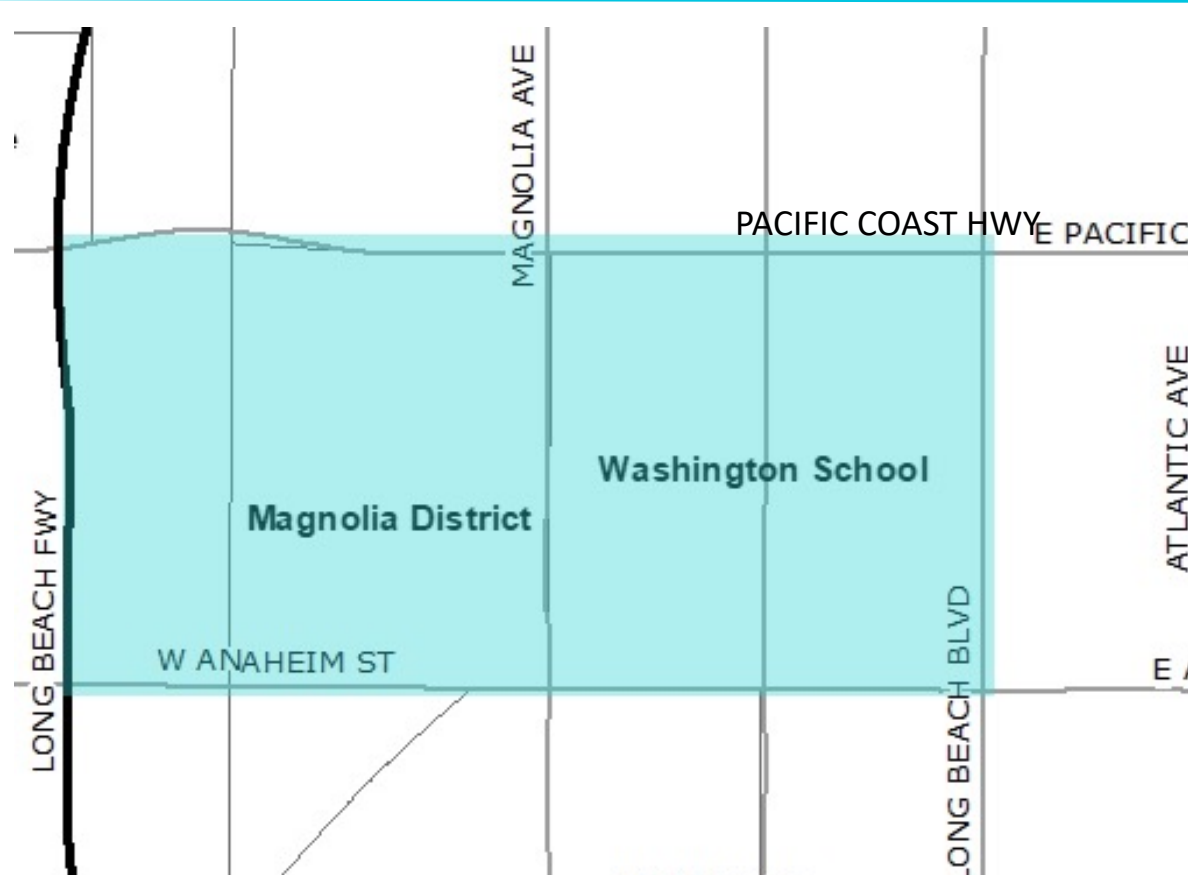 MAGNOLIA AVE
PACIFIC COAST HWY
E PACIFIC
ATLANTIC AVE
Washington School
Magnolia District
LONG BEACH FWY
W ANAHEIM ST
LONG BEACH BLVD
E